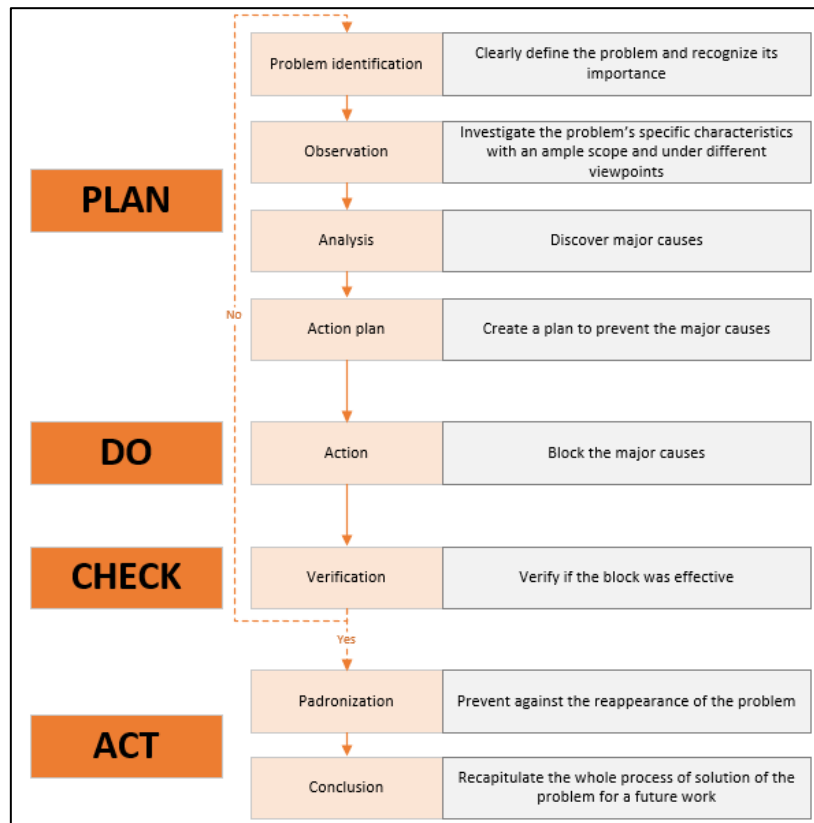 Problem identification
Clearly define the problem and recognize its
importance
Observation
Investigate the problem's specific characteristics
with an ample scope and under different
viewpoints
PLAN
Analysis
Discover major causes
No
Action plan
Create a plan to prevent the major causes
DO
Action
Block the major causes
CHECK
Verification
Verify if the block was effective
Yes
Padronization
Prevent against the reappearance of the problem
ACT
Conclusion
Recapitulate the whole process of solution of the
problem for a future work